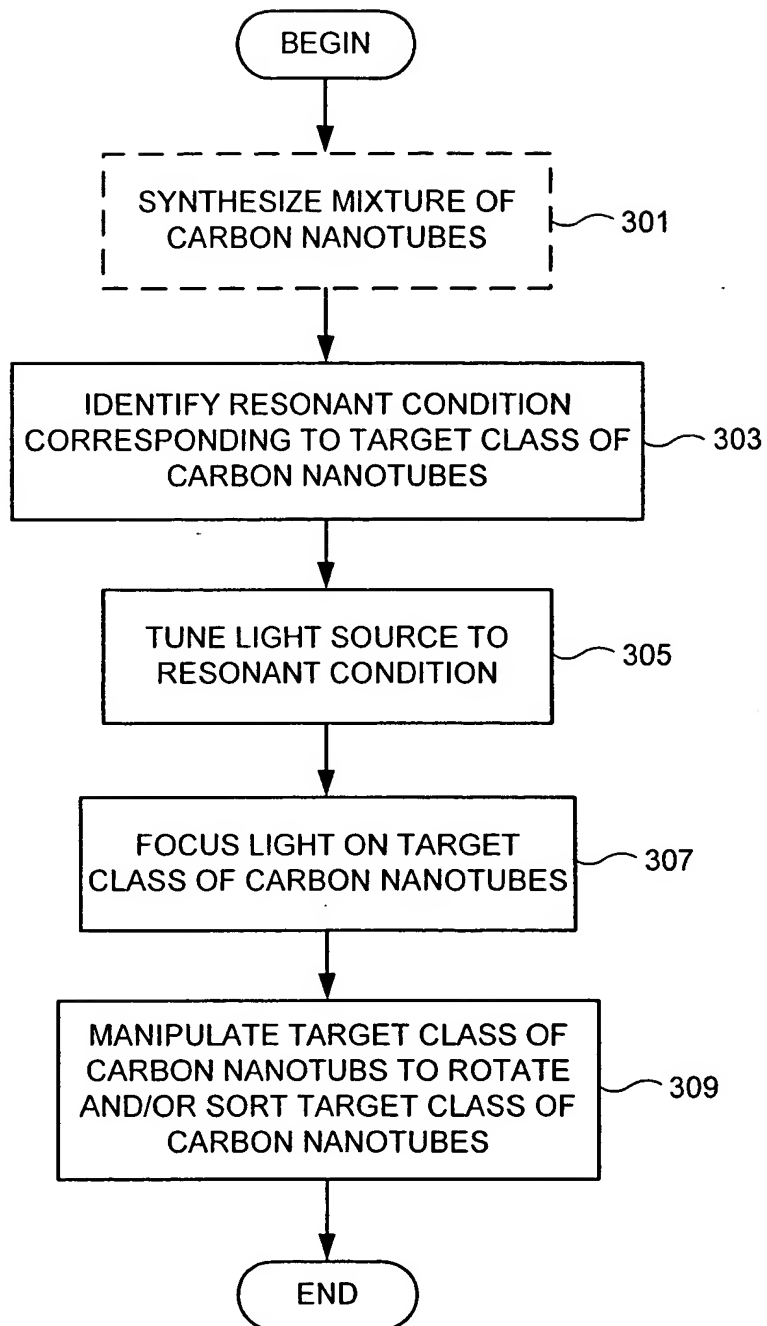 BEGIN
SYNTHESIZE MIXTURE OF
CARBON NANOTUBES
301
IDENTIFY RESONANT CONDITION
CORRESPONDING TO TARGET CLASS OF
CARBON NANOTUBES
303
TUNE LIGHT SOURCE TO
RESONANT CONDITION
305
FOCUS LIGHT ON TARGET
CLASS OF CARBON NANOTUBES
307
MANIPULATE TARGET CLASS OF
CARBON NANOTUBS TO ROTATE
AND/OR SORT TARGET CLASS OF
CARBON NANOTUBES
309
END